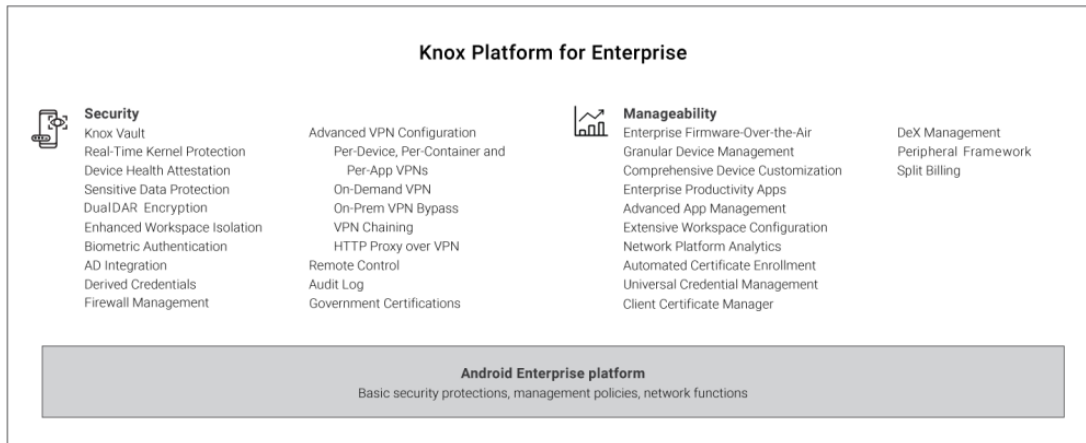 Knox Platform for Enterprise
Security
Knox Vault
Real-Time Kernel Protection
Device Health Attestation
Sensitive Data Protection
DualDAR Encryption
Enhanced Workspace Isolation
Biometric Authentication
AD Integration
Derived Credentials
Firewall Management
Advanced VPN Configuration
Per-Device, Per-Container and
Per-App VPNs
On-Demand VPN
On-Prem VPN Bypass
VPN Chaining
HTTP Proxy over VPN
Remote Control
Audit Log
Government Certifications
Manageability
Enterprise Firmware-Over-the-Air
Granular Device Management
Comprehensive Device Customization
Enterprise Productivity Apps
Advanced App Management
Extensive Workspace Configuration
Network Platform Analytics
Automated Certificate Enrollment
Universal Credential Management
Client Certificate Manager
DeX Management
Peripheral Framework
Split Billing
Android Enterprise platform
Basic security protections, management policies, network functions